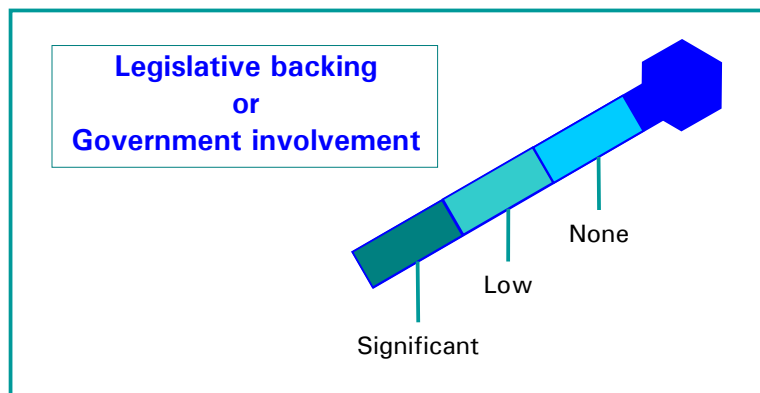 Legislative backing
or
Government involvement
None
Low
Significant